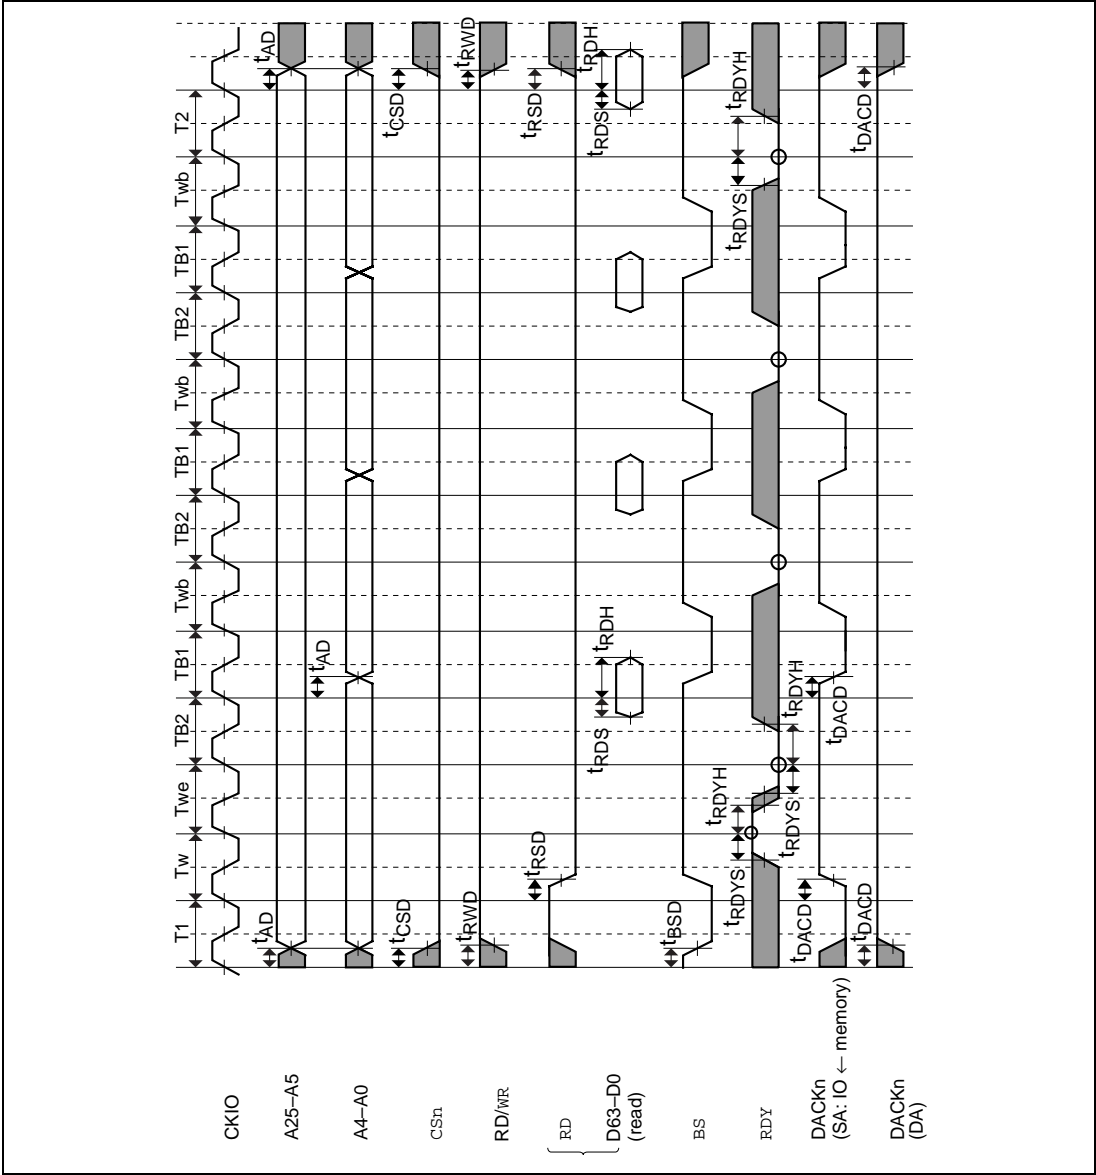 T1 Tw Twe TB2 TB1 Twb TB2 TB1 Twb TB2 TB1 Twb T2
CKIO
tAD tAD
A25–A5
tAD
A4–A0
tCSD tCSD
CSn
tRWD tRWD
RD/WR
tRSD tRSD
RD
tRDS tRDH tRDS tRDH
D63–D0
(read)
tBSD
BS
tRDYS tRDYH tRDYS tRDYH
RDY
tRDYS tRDYH
tDACD tDACD
DACKn
(SA: IO ← memory)
tDACD tDACD
DACKn
(DA)